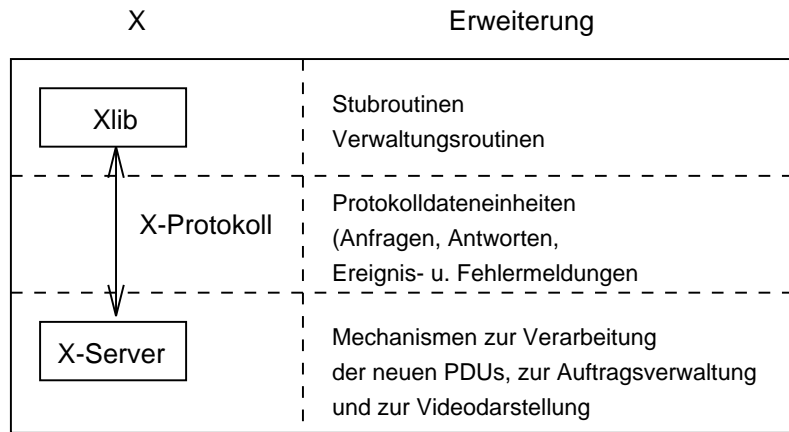 X
Erweiterung
Xlib
Stubroutinen
Verwaltungsroutinen
X-Protokoll
Protokolldateneinheiten
(Anfragen, Antworten,
Ereignis- u. Fehlermeldungen
X-Server
Mechanismen zur Verarbeitung
der neuen PDUs, zur Auftragsverwaltung
und zur Videodarstellung